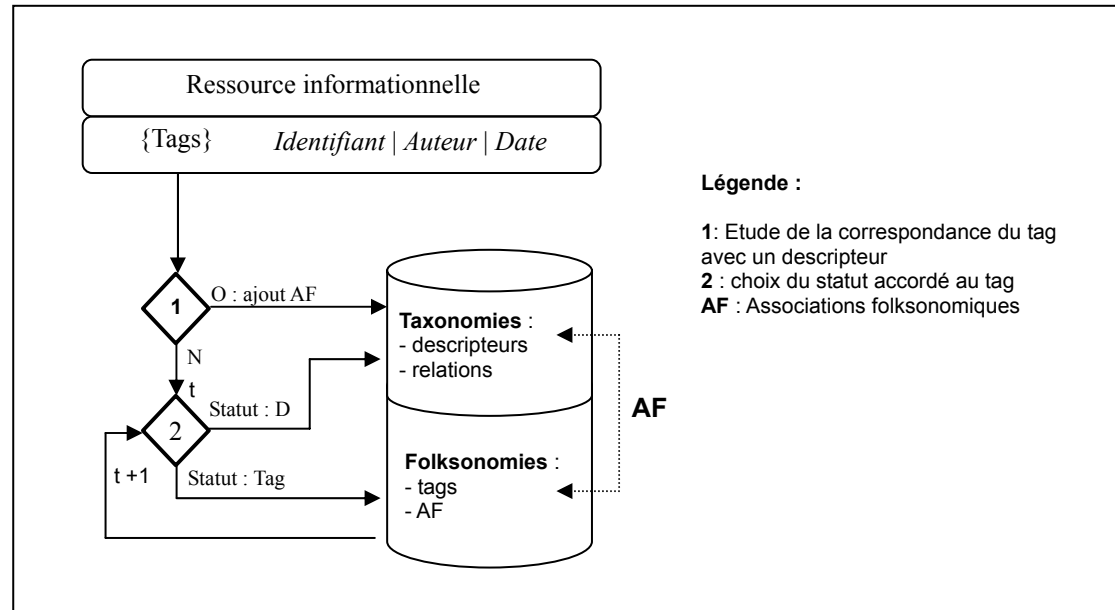 Ressource informationnelle
{Tags} Identifiant | Auteur | Date
Légende :
1: Etude de la correspondance du tag
avec un descripteur
2 : choix du statut accordé au tag
AF : Associations folksonomiques
1
O : ajout AF
N
t
2
Statut : D
Statut : Tag
t +1
Taxonomies :
- descripteurs
- relations
AF
Folksonomies :
- tags
- AF